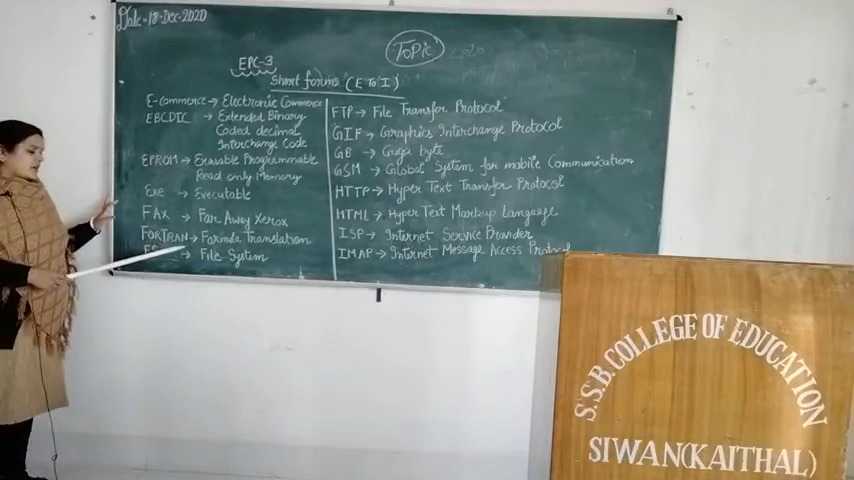 Date - 18-Dec-2020
Topic
EPC-3
Short forms (E To I)
E-Commerce → Electronic Commerce
EBCDIC → Extended Binary
Coded decimal
Interchange Code
EPROM → Erasable Programmable
Read only Memory
Exe → Executable
FAX → Far Away Xerox
FORTRAN → Formula Translation
FS → File System
FTP → File Transfer Protocol
GIF → Graphics Interchange Protocol
GB → Giga byte
GSM → Global System for mobile Communication
HTTP → Hyper Text Transfer Protocol
HTML → Hyper Text Markup Language
ISP → Internet Service Provider
IMAP → Internet Message Access Protocol
S.S.B. COLLEGE OF EDUCATION
SIWAN(KAITHAL)